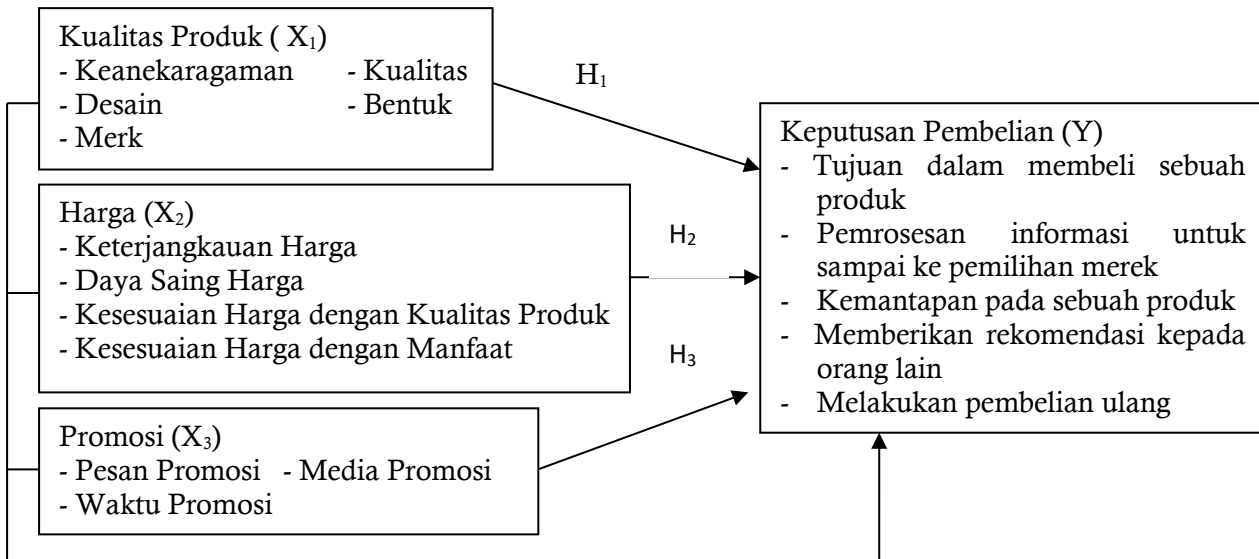 Kualitas Produk ( X₁)
- Keanekaragaman - Kualitas
- Desain - Bentuk
- Merk
H₁
Harga (X₂)
- Keterjangkauan Harga
- Daya Saing Harga
- Kesesuaian Harga dengan Kualitas Produk
- Kesesuaian Harga dengan Manfaat
H₂
H₃
Promosi (X₃)
- Pesan Promosi - Media Promosi
- Waktu Promosi
Keputusan Pembelian (Y)
- Tujuan dalam membeli sebuah
produk
- Pemrosesan informasi untuk
sampai ke pemilihan merek
- Kemantapan pada sebuah produk
- Memberikan rekomendasi kepada
orang lain
- Melakukan pembelian ulang